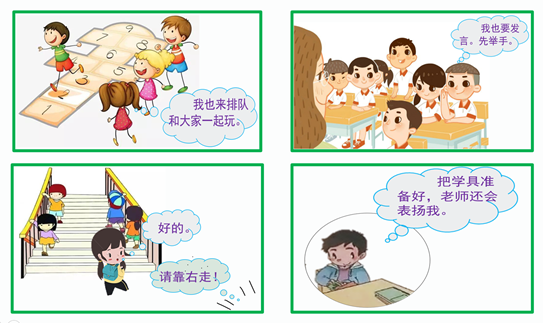 我也来排队
和大家一起玩。
我也要发
言。先举手。
好的。
请靠右走！
把学具准
备好，老师还会
表扬我。